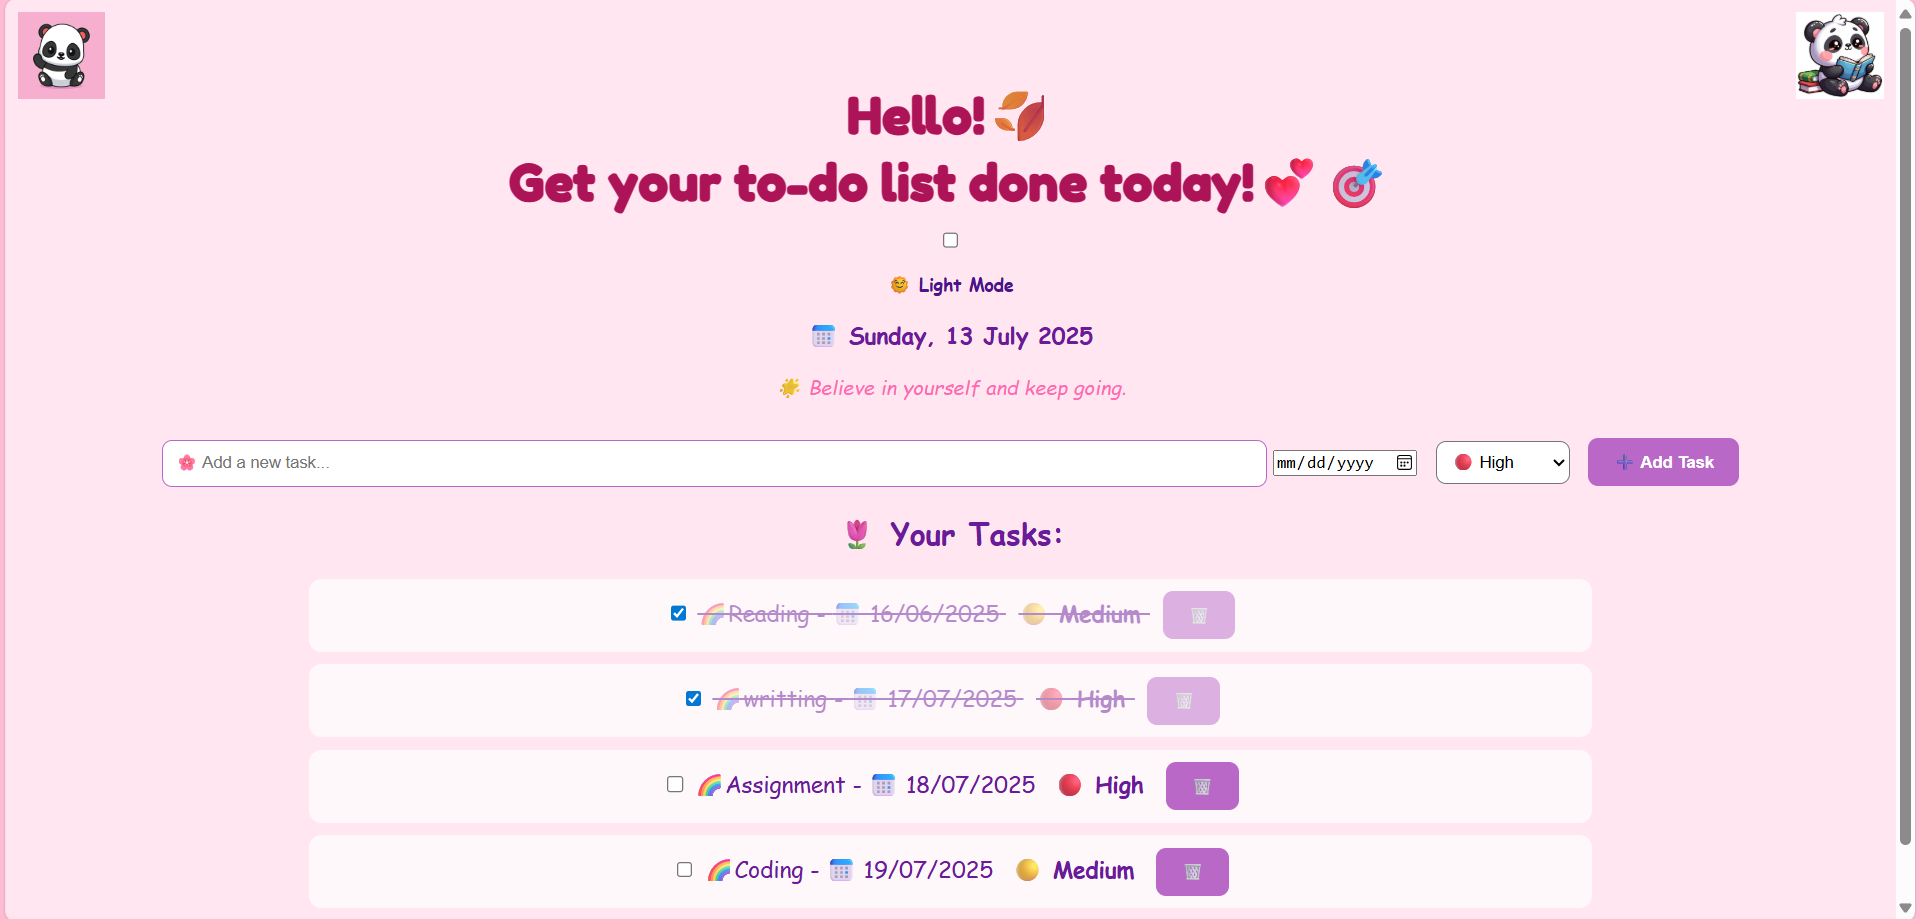 Hello!
Get your to-do list done today!
Light Mode
Sunday, 13 July 2025
Believe in yourself and keep going.
Add a new task... mm/dd/yyyy High Add Task
Your Tasks:
Reading - 16/06/2025 Medium
writting - 17/07/2025 High
Assignment - 18/07/2025 High
Coding - 19/07/2025 Medium